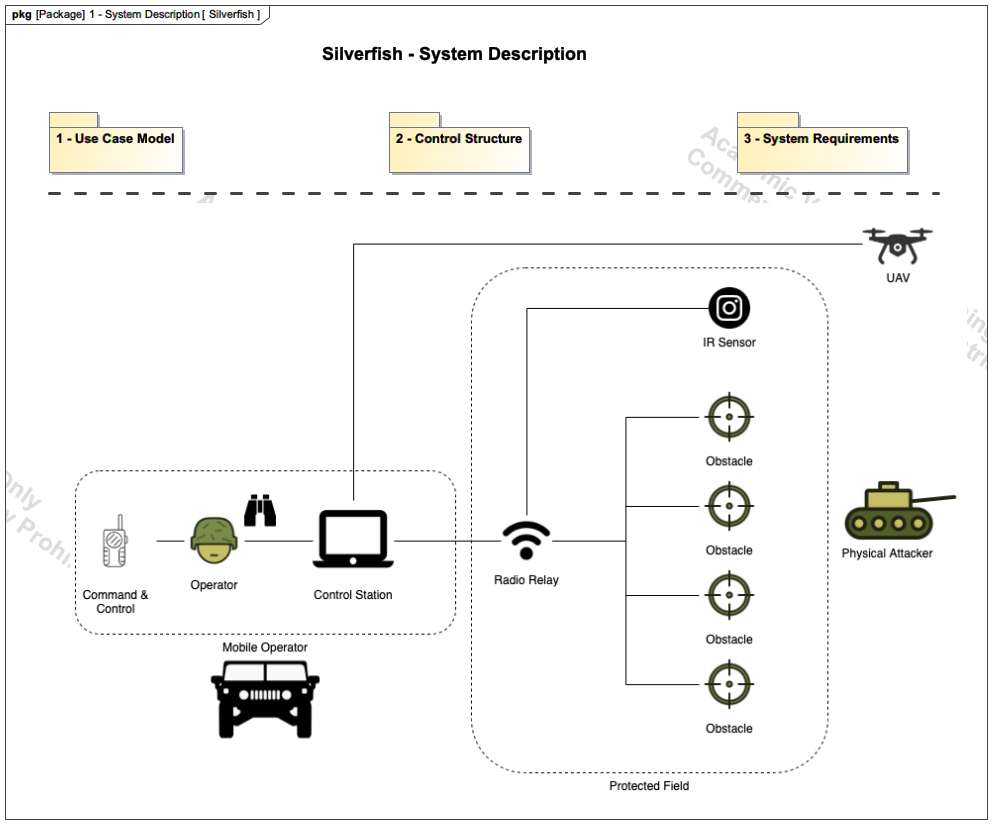 pkg [Package] 1 - System Description [ Silverfish ]
Silverfish - System Description
1 - Use Case Model
2 - Control Structure
3 - System Requirements
UAV
IR Sensor
Obstacle
Obstacle
Physical Attacker
Command &
Control
Operator
Control Station
Radio Relay
Obstacle
Mobile Operator
Obstacle
Protected Field